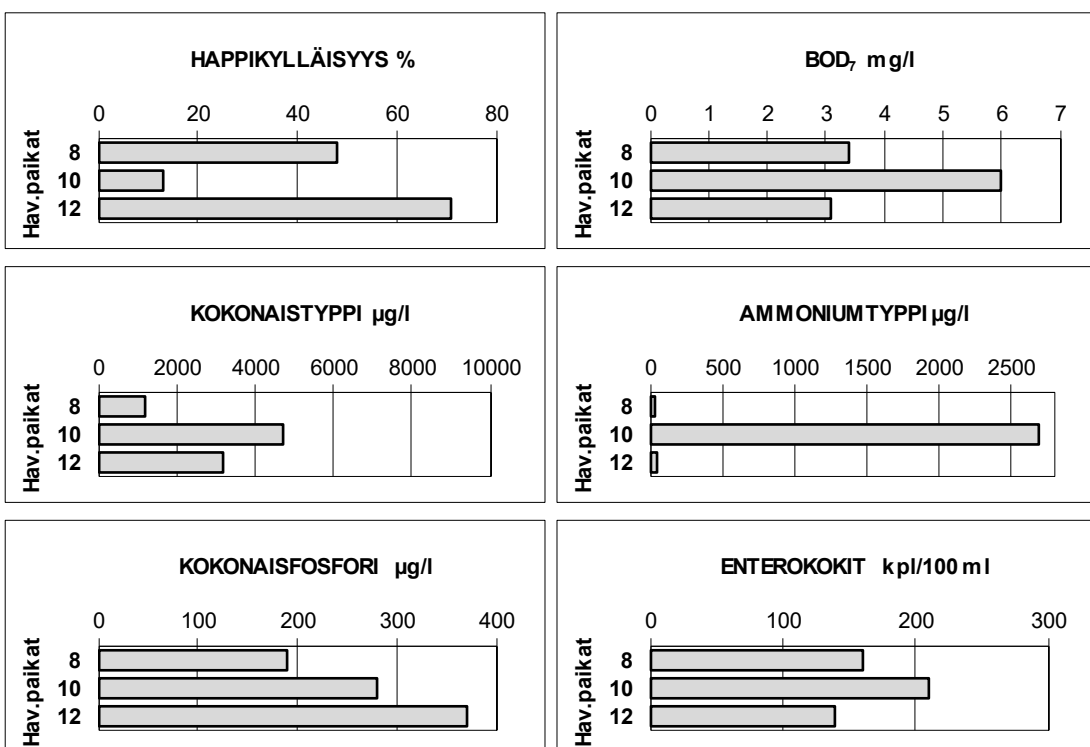 HAPPIKYLLÄISYYS %
0 20 40 60 80
Hav.paikat
8
10
12
BOD₇ mg/l
0 1 2 3 4 5 6 7
Hav.paikat
8
10
12
KOKONAISTYPPI µg/l
0 2000 4000 6000 8000 10000
Hav.paikat
8
10
12
AMMONIUMTYPPI µg/l
0 500 1000 1500 2000 2500
Hav.paikat
8
10
12
KOKONAISFOSFORI µg/l
0 100 200 300 400
Hav.paikat
8
10
12
ENTEROKOKIT kpl/100 ml
0 100 200 300
Hav.paikat
8
10
12